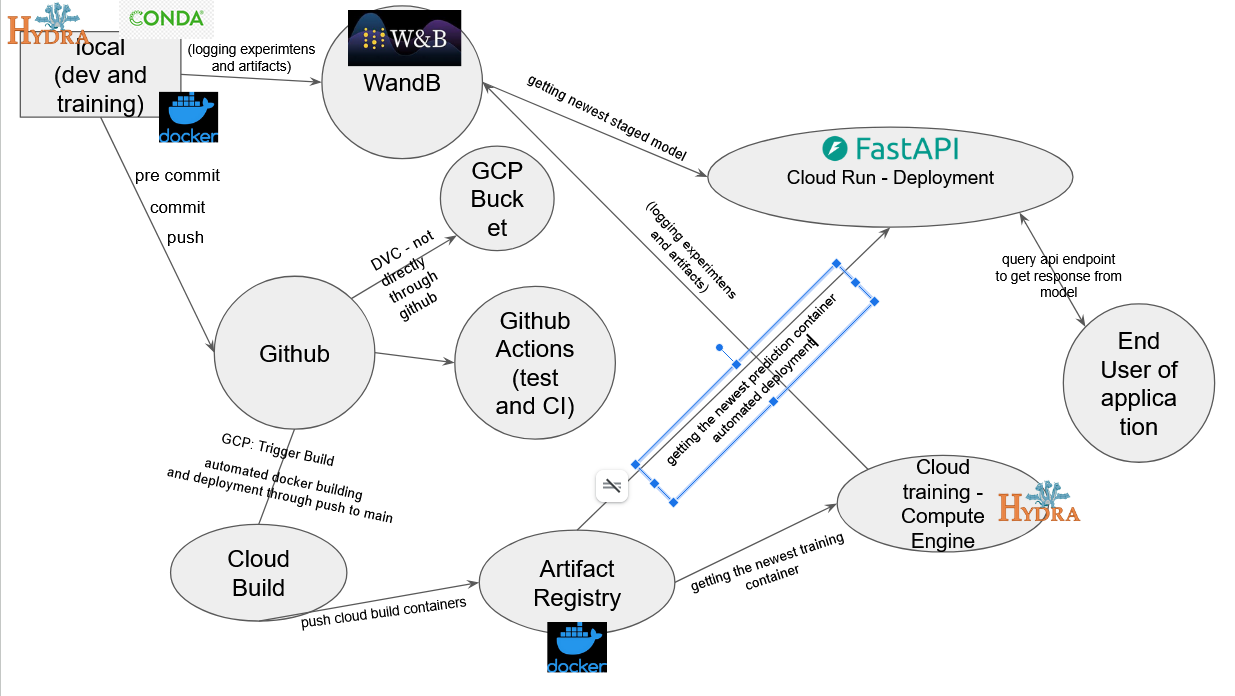 HYDRA
CONDA
local
(dev and
training)
docker
(logging experimtens
and artifacts)
W&B
WandB
getting newest staged model
FastAPI
Cloud Run - Deployment
pre commit
commit
push
GCP
Buck
et
DVC - not
directly
through
github
(logging experimtens
and artifacts)
query api endpoint
to get response from
model
Github
Github
Actions
(test
and CI)
getting the newest prediction container
automated deployment
End
User of
applica
tion
GCP: Trigger Build
automated docker building
and deployment through push to main
Cloud
training -
Compute
Engine
HYDRA
Cloud
Build
push cloud build containers
Artifact
Registry
docker
getting the newest training
container